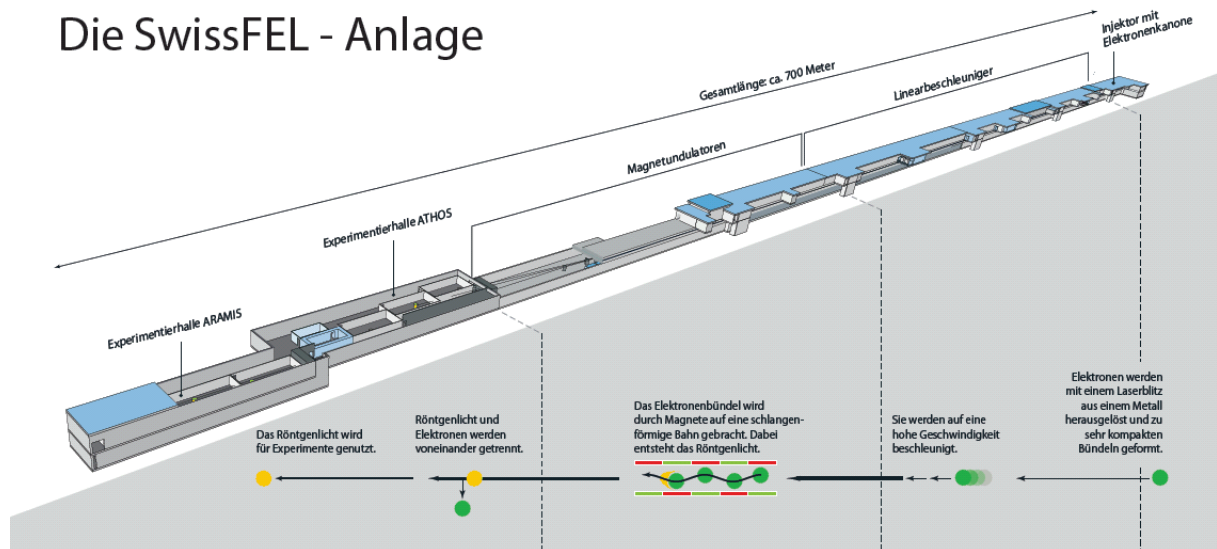 Die SwissFEL - Anlage
Injektor mit
Elektronenkanone
Gesamtlänge: ca. 700 Meter
Linearbeschleuniger
Magnetundulatoren
Experimentierhalle ATHOS
Experimentierhalle ARAMIS
Das Röntgenlicht wird
für Experimente genutzt.
Röntgenlicht und
Elektronen werden
voneinander getrennt.
Das Elektronenbündel wird
durch Magnete auf eine schlangen-
förmige Bahn gebracht. Dabei
entsteht das Röntgenlicht.
Sie werden auf eine
hohe Geschwindigkeit
beschleunigt.
Elektronen werden
mit einem Laserblitz
aus einem Metall
herausgelöst und zu
sehr kompakten
Bündeln geformt.